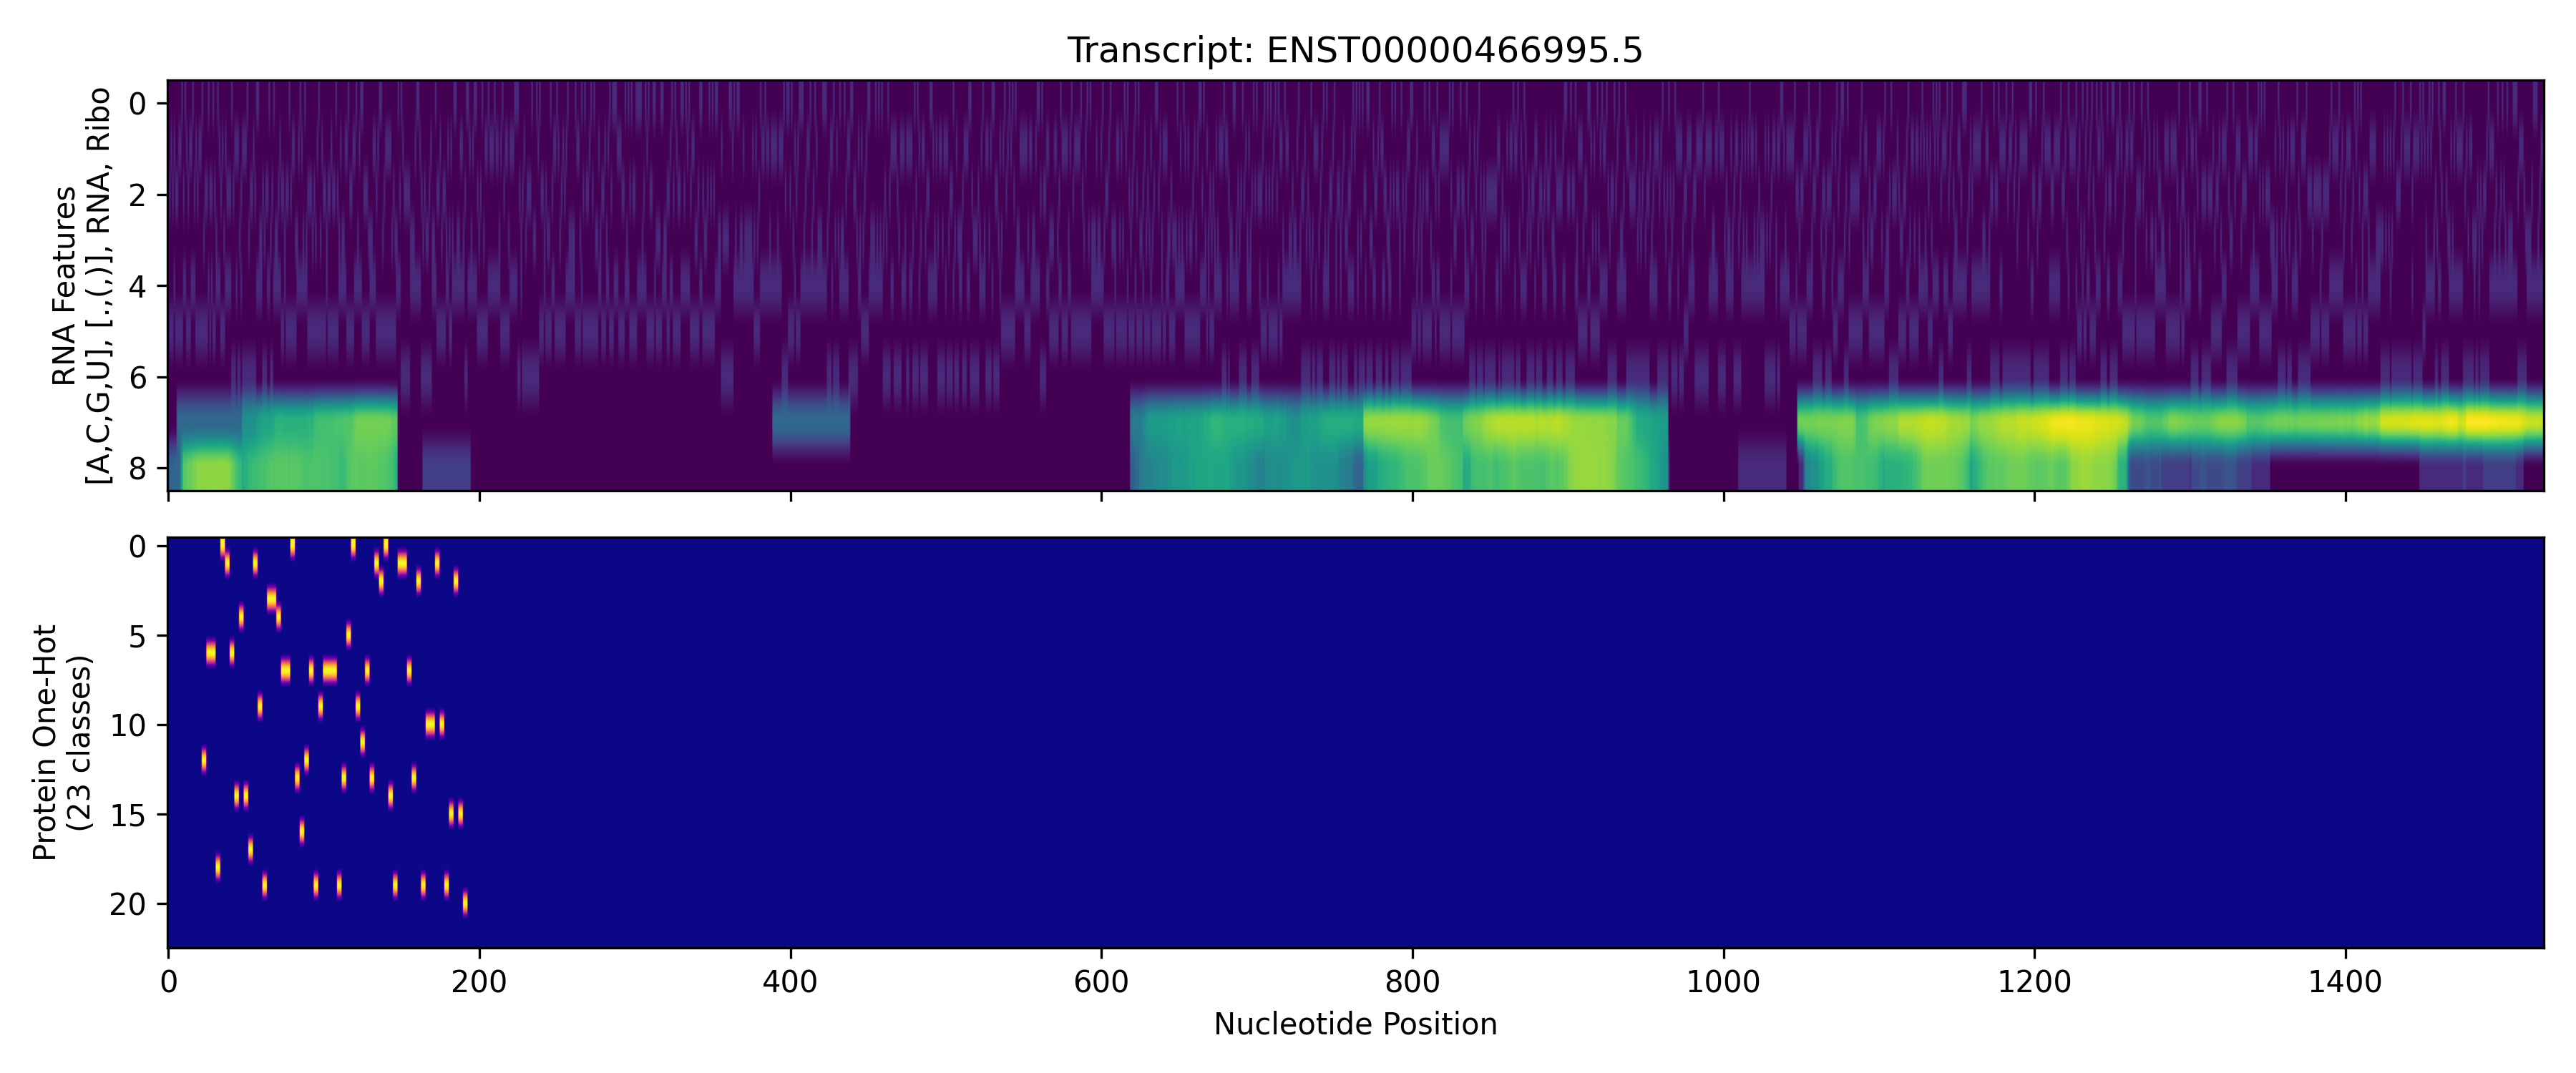 Transcript: ENST00000466995.5
RNA Features
[A,C,G,U], [.,(,)], RNA, Ribo
0
2
4
6
8
Protein One-Hot
(23 classes)
0
5
10
15
20
0 200 400 600 800 1000 1200 1400
Nucleotide Position